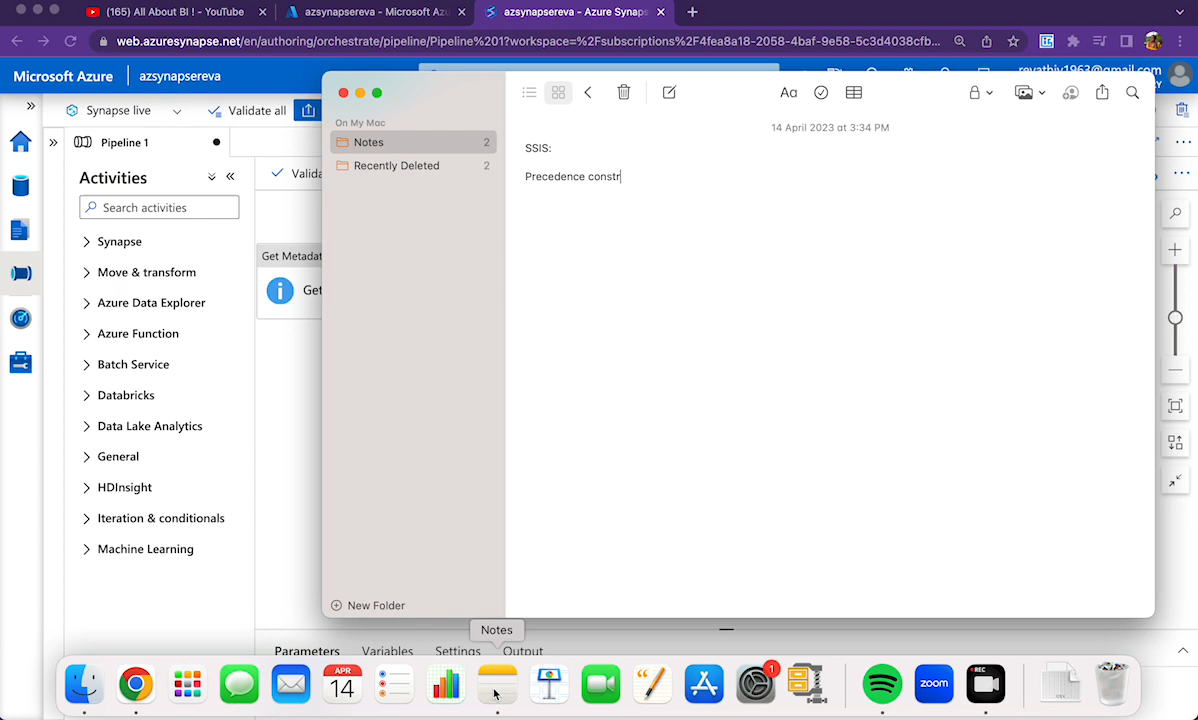 (165) All About BI ! - YouTube
azsynapsereva - Microsoft Azu
azsynapsereva - Azure Synaps
web.azuresynapse.net/en/authoring/orchestrate/pipeline/Pipeline%201?workspace=%2Fsubscriptions%2F4fea8a18-2058-4baf-9e58-5c3d4038cfb...
Microsoft Azure
azsynapsereva
Synapse live
Validate all
Pipeline 1
Activities
Valida
Search activities
Synapse
Move & transform
Azure Data Explorer
Azure Function
Batch Service
Databricks
Data Lake Analytics
General
HDInsight
Iteration & conditionals
Machine Learning
Get Metadat
Get
On My Mac
Notes 2
Recently Deleted 2
New Folder
Aa
14 April 2023 at 3:34 PM
SSIS:
Precedence constr
Notes
Parameters
Variables
Settings
Output
APR
14
1
zoom
REC